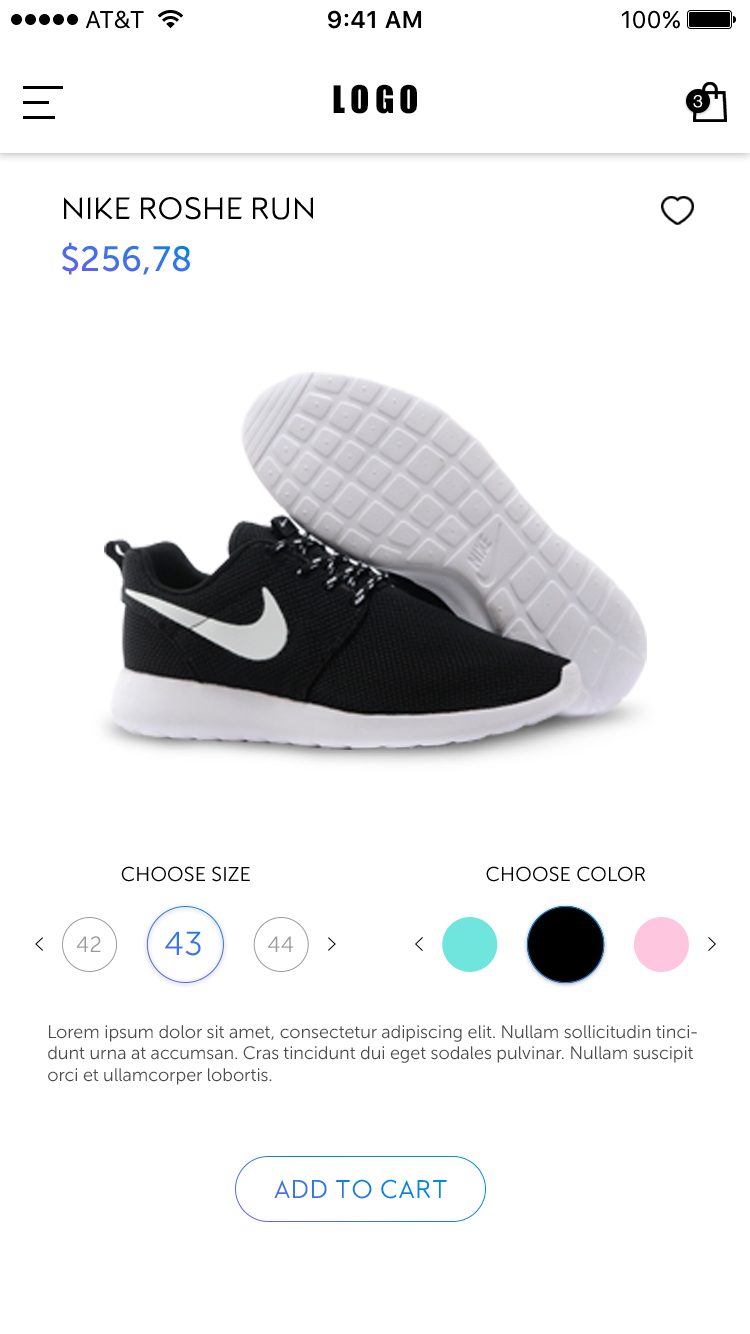 AT&T 9:41 AM 100%
LOGO 3
NIKE ROSHE RUN
$256,78
NIKE
CHOOSE SIZE CHOOSE COLOR
< 42 43 44 > < >
Lorem ipsum dolor sit amet, consectetur adipiscing elit. Nullam sollicitudin tinci-
dunt urna at accumsan. Cras tincidunt dui eget sodales pulvinar. Nullam suscipit
orci et ullamcorper lobortis.
ADD TO CART